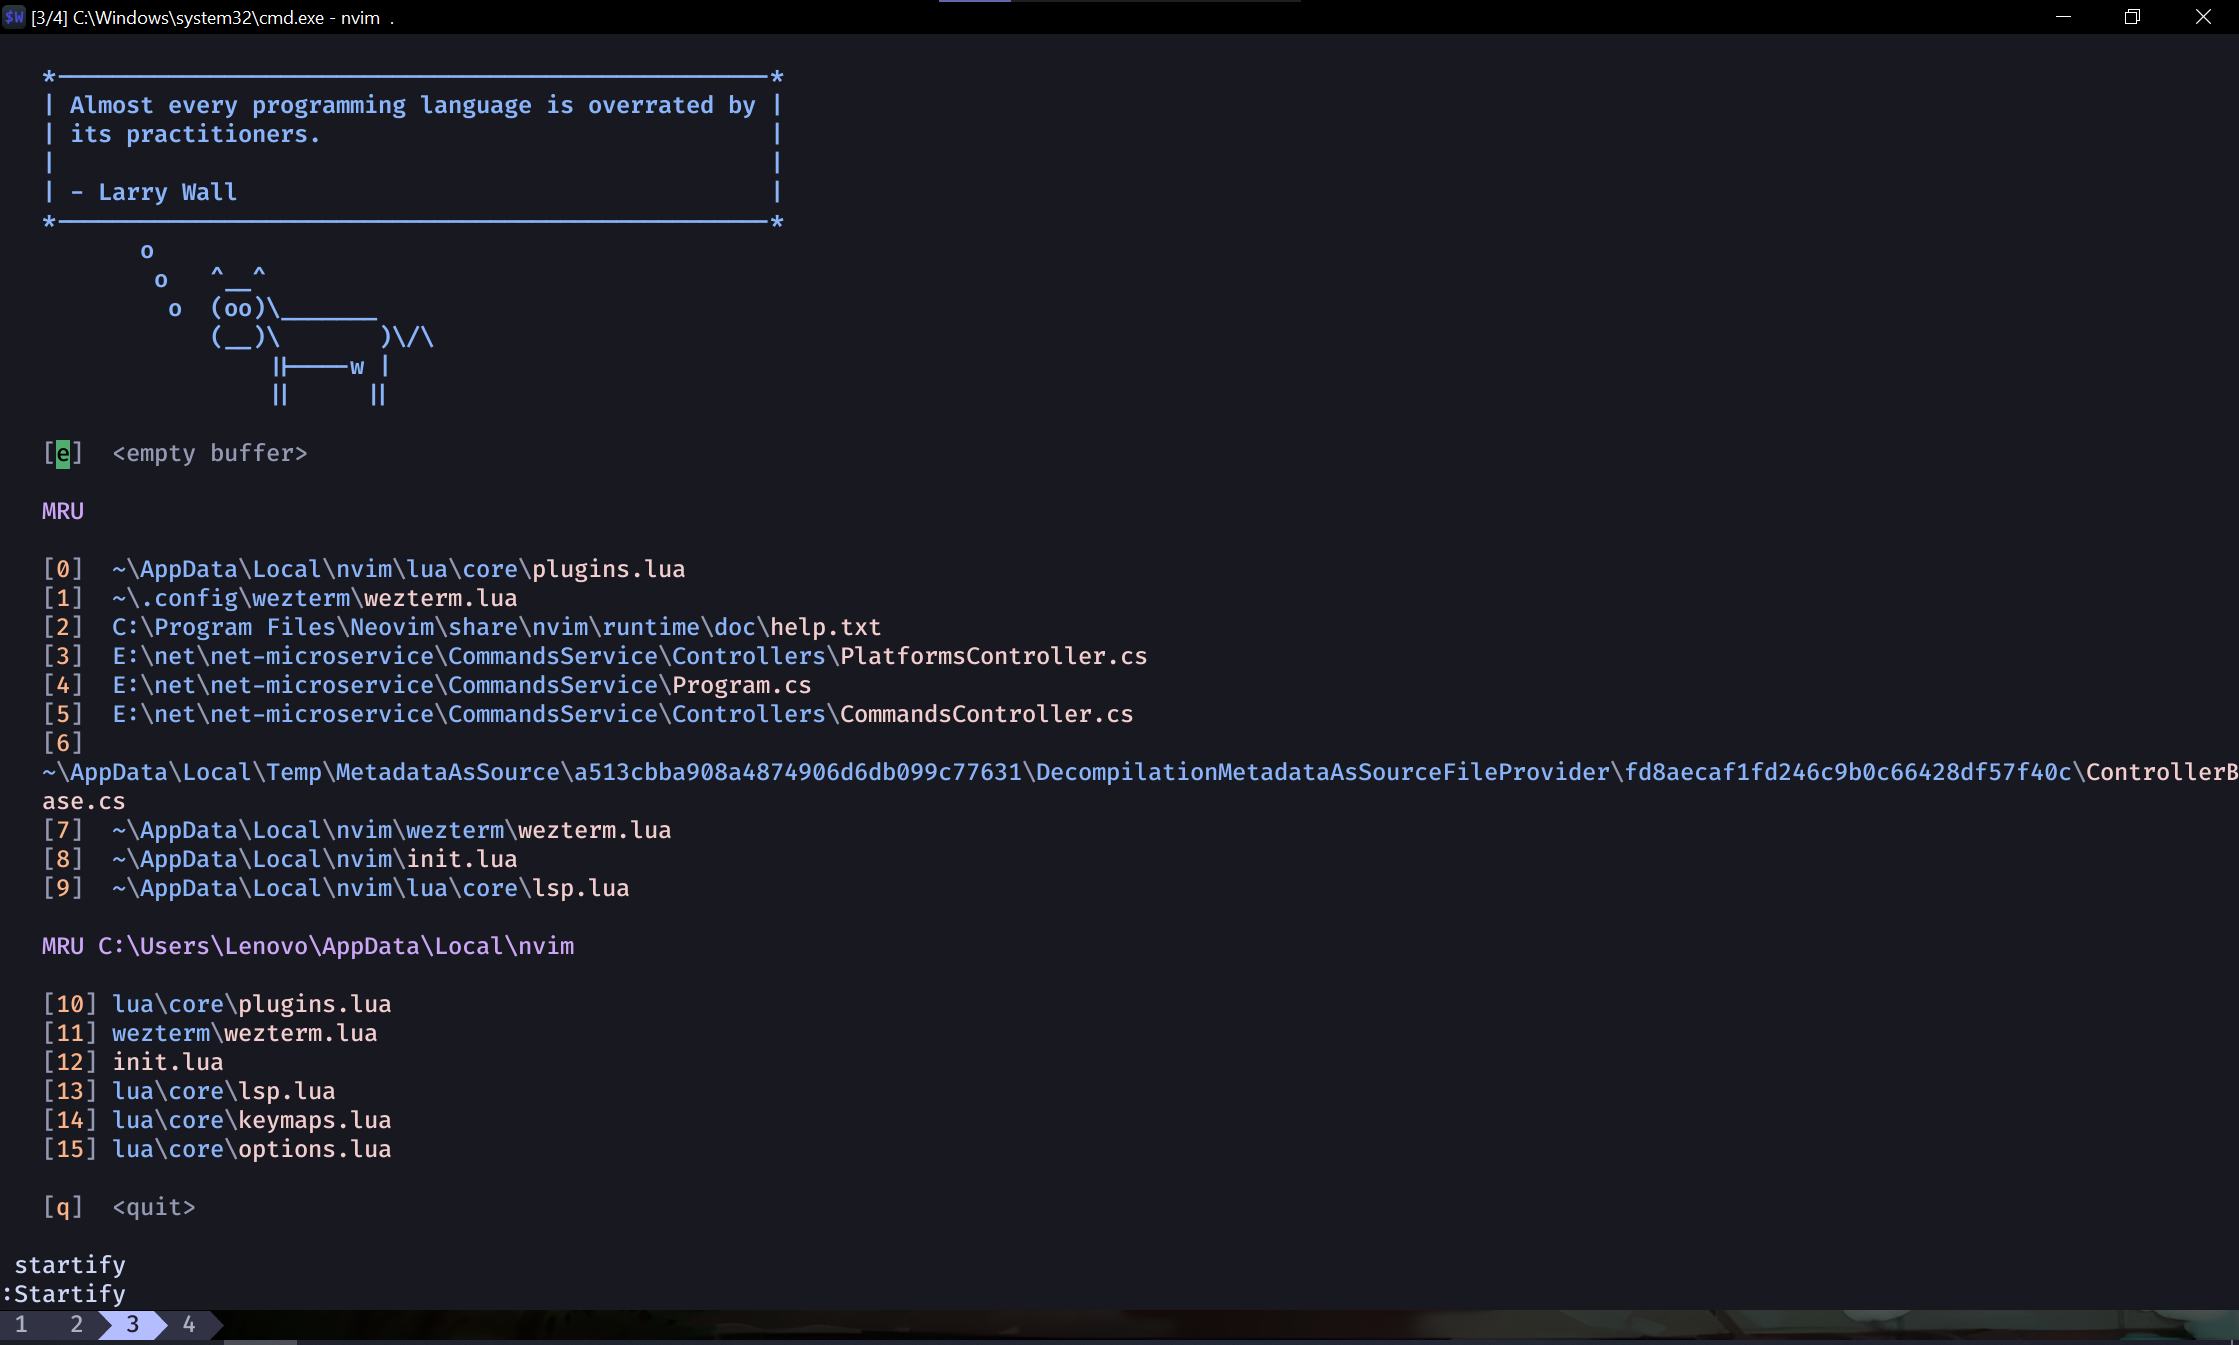 [3/4] C:\Windows\system32\cmd.exe - nvim  .
*--------------------------------------------------*
| Almost every programming language is overrated by |
| its practitioners.                                |
|                                                   |
| - Larry Wall                                      |
*--------------------------------------------------*
       o
        o   ^__^
         o  (oo)\_______
            (__)\       )\/\
                ||----w |
                ||     ||
[e]  <empty buffer>
MRU
[0]  ~\AppData\Local\nvim\lua\core\plugins.lua
[1]  ~\.config\wezterm\wezterm.lua
[2]  C:\Program Files\Neovim\share\nvim\runtime\doc\help.txt
[3]  E:\net\net-microservice\CommandsService\Controllers\PlatformsController.cs
[4]  E:\net\net-microservice\CommandsService\Program.cs
[5]  E:\net\net-microservice\CommandsService\Controllers\CommandsController.cs
[6]
~\AppData\Local\Temp\MetadataAsSource\a513cbba908a4874906d6db099c77631\DecompilationMetadataAsSourceFileProvider\fd8aecaf1fd246c9b0c66428df57f40c\ControllerB
ase.cs
[7]  ~\AppData\Local\nvim\wezterm\wezterm.lua
[8]  ~\AppData\Local\nvim\init.lua
[9]  ~\AppData\Local\nvim\lua\core\lsp.lua
MRU C:\Users\Lenovo\AppData\Local\nvim
[10] lua\core\plugins.lua
[11] wezterm\wezterm.lua
[12] init.lua
[13] lua\core\lsp.lua
[14] lua\core\keymaps.lua
[15] lua\core\options.lua
[q]  <quit>
startify
:Startify
1 2 3 4